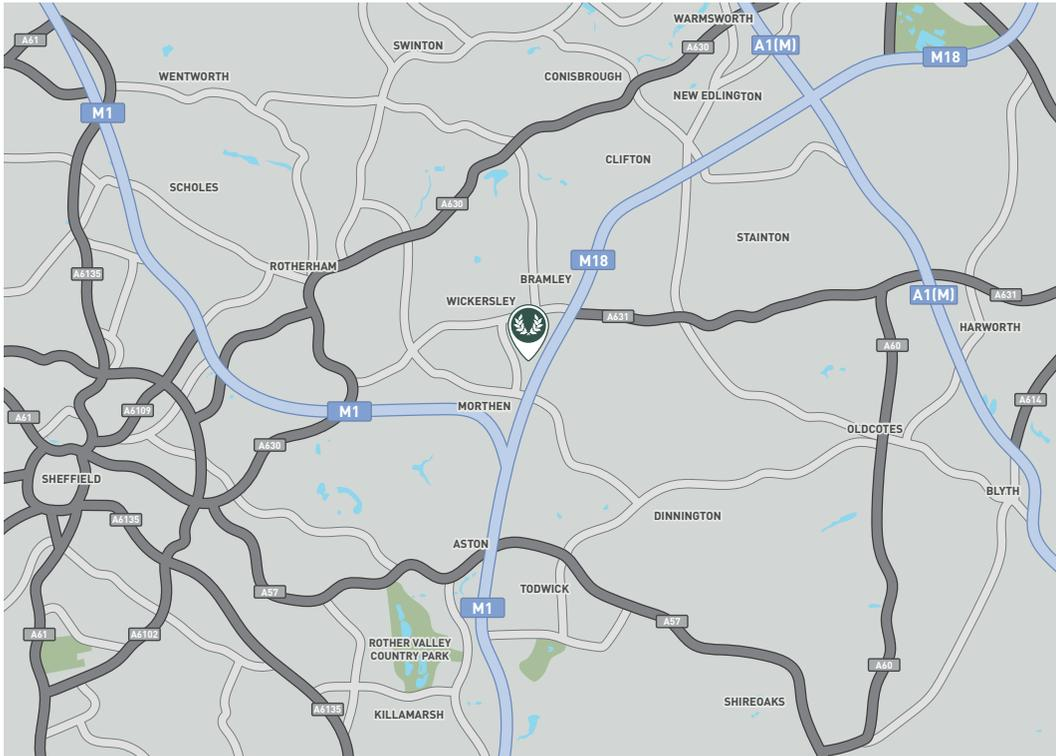 WARMSWORTH
A61
SWINTON
A630
A1(M)
M18
WENTWORTH
CONISBROUGH
NEW EDLINGTON
M1
CLIFTON
SCHOLES
A630
STAINTON
ROTHERHAM
M18
A6135
BRAMLEY
A1(M)
A631
WICKERSLEY
A631
HARWORTH
A60
A614
A61
A6109
M1
MORTHEN
OLDCOTES
A630
SHEFFIELD
BLYTH
A6135
DINNINGTON
ASTON
A57
TODWICK
M1
A57
A61
A6102
ROTHER VALLEY
COUNTRY PARK
A60
SHIREOAKS
A6135
KILLAMARSH